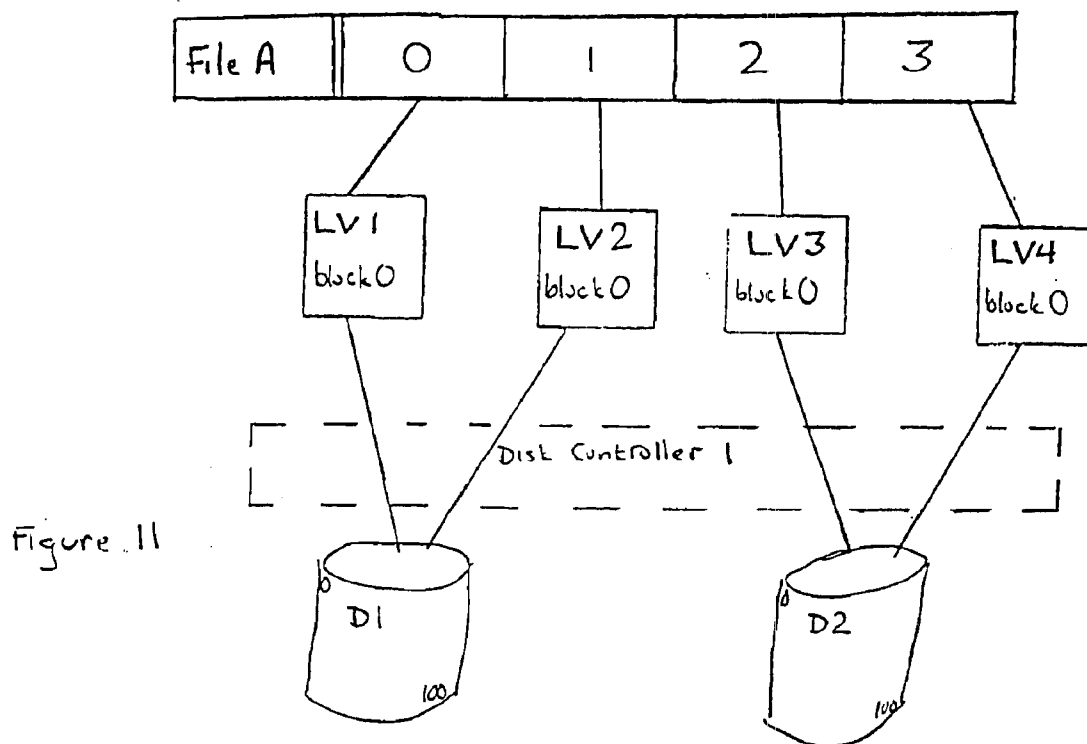 File A 0 1 2 3
LV1
block 0
LV2
block 0
LV3
block 0
LV4
block 0
Disk Controller 1
Figure 11
0
D1
100
0
D2
100